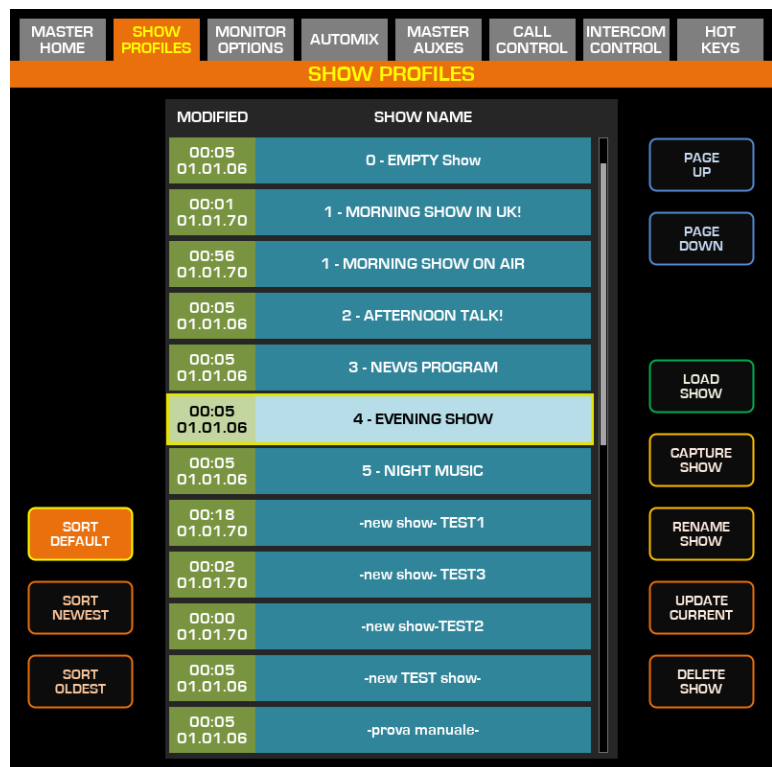 MASTER HOME
SHOW PROFILES
MONITOR OPTIONS
AUTOMIX
MASTER AUXES
CALL CONTROL
INTERCOM CONTROL
HOT KEYS
SHOW PROFILES
MODIFIED SHOW NAME
00:05 01.01.06 0 - EMPTY Show
00:01 01.01.70 1 - MORNING SHOW IN UK!
00:56 01.01.70 1 - MORNING SHOW ON AIR
00:05 01.01.06 2 - AFTERNOON TALK!
00:05 01.01.06 3 - NEWS PROGRAM
00:05 01.01.06 4 - EVENING SHOW
00:05 01.01.06 5 - NIGHT MUSIC
00:18 01.01.70 -new show- TEST1
00:02 01.01.70 -new show- TEST3
00:00 01.01.70 -new show-TEST2
00:05 01.01.06 -new TEST show-
00:05 01.01.06 -prova manuale-
SORT DEFAULT
SORT NEWEST
SORT OLDEST
PAGE UP
PAGE DOWN
LOAD SHOW
CAPTURE SHOW
RENAME SHOW
UPDATE CURRENT
DELETE SHOW